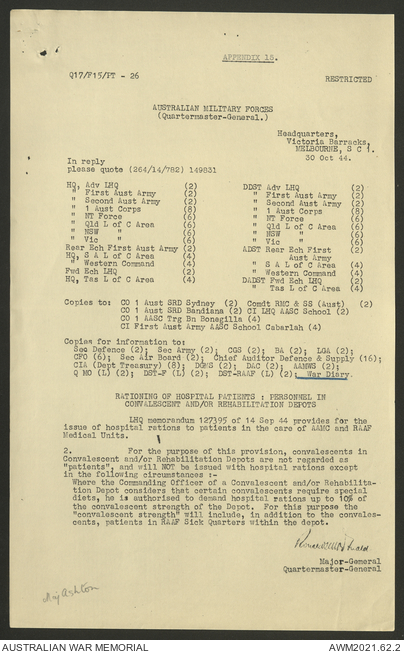 APPENDIX 18.
Q17/F15/PT - 26 RESTRICTED
AUSTRALIAN MILITARY FORCES
(Quartermaster-General.)
Headquarters,
Victoria Barracks,
MELBOURNE, S C 1.
30 Oct 44.
In reply
please quote (264/14/782) 149831
HQ, Adv LHQ (2) DDST Adv LHQ (2)
" First Aust Army (2) " First Aust Army (2)
" Second Aust Army (2) " Second Aust Army (2)
" 1 Aust Corps (8) " 1 Aust Corps (8)
" NT Force (6) " NT Force (6)
" Qld L of C Area (6) " Qld L of C Area (6)
" NSW " (6) " NSW " (6)
" Vic " (6) " Vic " (6)
Rear Ech First Aust Army (2) ADST Rear Ech First
HQ, S A L of C Area (4) Aust Army (2)
" Western Command (4) " S A L of C Area (4)
Fwd Ech LHQ (2) " Western Command (4)
HQ, Tas L of C Area (4) DADST Fwd Ech LHQ (2)
" Tas L of C Area (4)
Copies to: CO 1 Aust SRD Sydney (2) Comdt RMC & SS (Aust) (2)
CO 1 Aust SRD Bandiana (2) CI LHQ AASC School (2)
CO 1 AASC Trg Bn Bonegilla (4)
CI First Aust Army AASC School Cabarlah (4)
Copies for information to:
Sec Defence (2); Sec Army (2); CGS (2); BA (2); LGA (2);
CFO (6); Sec Air Board (2); Chief Auditor Defence & Supply (16);
CIA (Dept Treasury) (8); DGMS (2); DAC (2); AAMWS (2);
Q MO (L) (2); DST-F (L) (2); DST-RAAF (L) (2); War Diary.
RATIONING OF HOSPITAL PATIENTS : PERSONNEL IN
CONVALESCENT AND/OR REHABILITATION DEPOTS
LHQ memorandum 127395 of 14 Sep 44 provides for the
issue of hospital rations to patients in the care of AAMC and RAAF
Medical Units.
2. For the purpose of this provision, convalescents in
Convalescent and/or Rehabilitation Depots are not regarded as
"patients", and will NOT be issued with hospital rations except
in the following circumstances :-
Where the Commanding Officer of a Convalescent and/or Rehabilita-
tion Depot considers that certain convalescents require special
diets, he is authorised to demand hospital rations up to 10% of
the convalescent strength of the Depot. For this purpose the
"convalescent strength" will include, in addition to the convales-
cents, patients in RAAF Sick Quarters within the depot.
Major-General
Quartermaster-General
Maj Ashton
AUSTRALIAN WAR MEMORIAL AWM2021.62.2